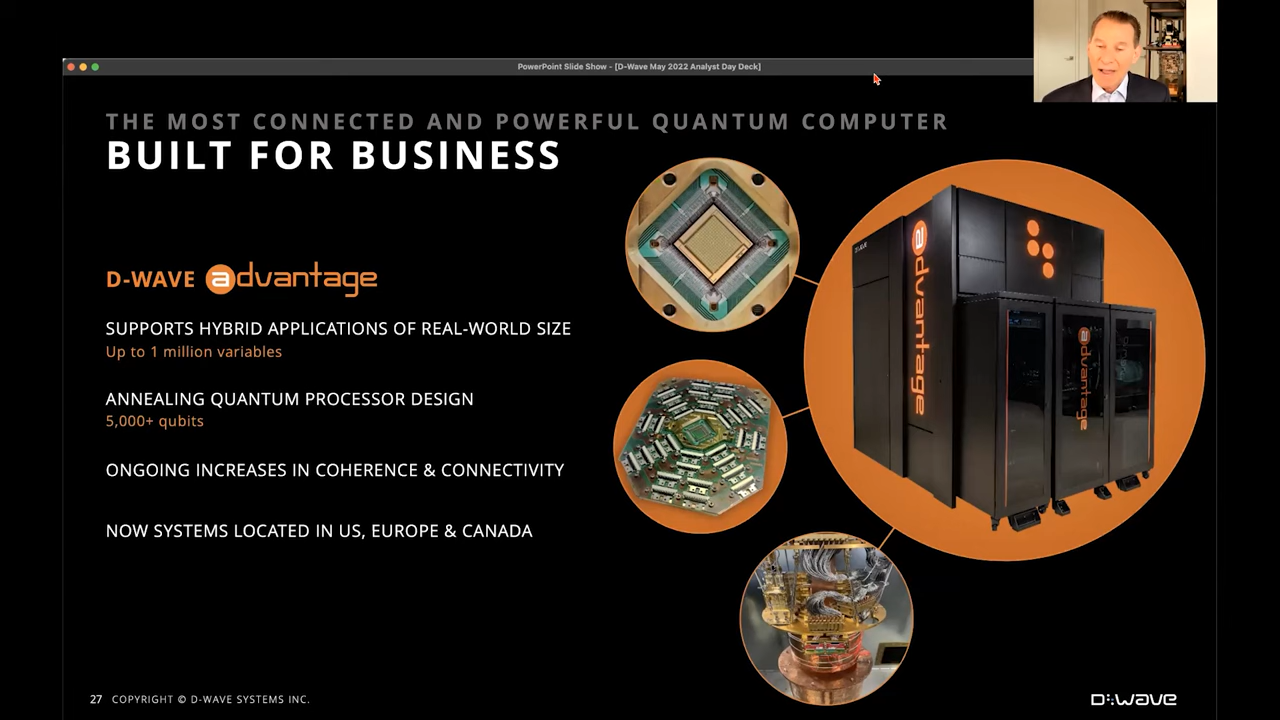 PowerPoint Slide Show - [D-Wave May 2022 Analyst Day Deck]
THE MOST CONNECTED AND POWERFUL QUANTUM COMPUTER
BUILT FOR BUSINESS
D-WAVE advantage
SUPPORTS HYBRID APPLICATIONS OF REAL-WORLD SIZE
Up to 1 million variables
ANNEALING QUANTUM PROCESSOR DESIGN
5,000+ qubits
ONGOING INCREASES IN COHERENCE & CONNECTIVITY
NOW SYSTEMS LOCATED IN US, EUROPE & CANADA
advantage
advantage
27 COPYRIGHT © D-WAVE SYSTEMS INC.
D:wave